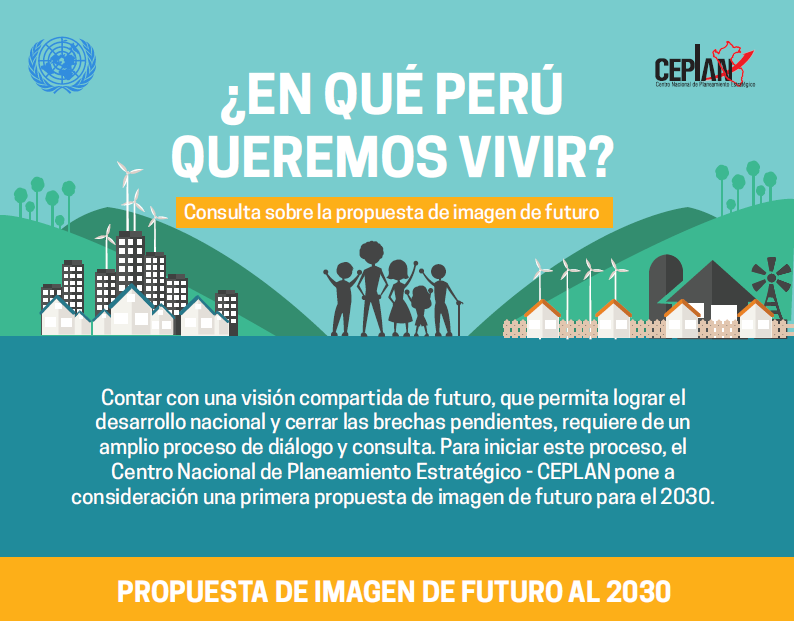 CEPLAN
Centro Nacional de Planeamiento Estratégico
¿EN QUÉ PERÚ
QUEREMOS VIVIR?
Consulta sobre la propuesta de imagen de futuro
Contar con una visión compartida de futuro, que permita lograr el
desarrollo nacional y cerrar las brechas pendientes, requiere de un
amplio proceso de diálogo y consulta. Para iniciar este proceso, el
Centro Nacional de Planeamiento Estratégico - CEPLAN pone a
consideración una primera propuesta de imagen de futuro para el 2030.
PROPUESTA DE IMAGEN DE FUTURO AL 2030